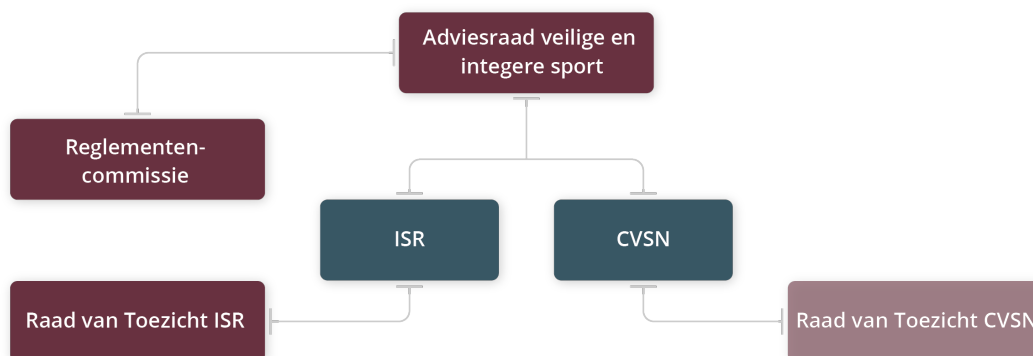 Adviesraad veilige en
integere sport
Reglementen-
commissie
ISR
CVSN
Raad van Toezicht ISR
Raad van Toezicht CVSN